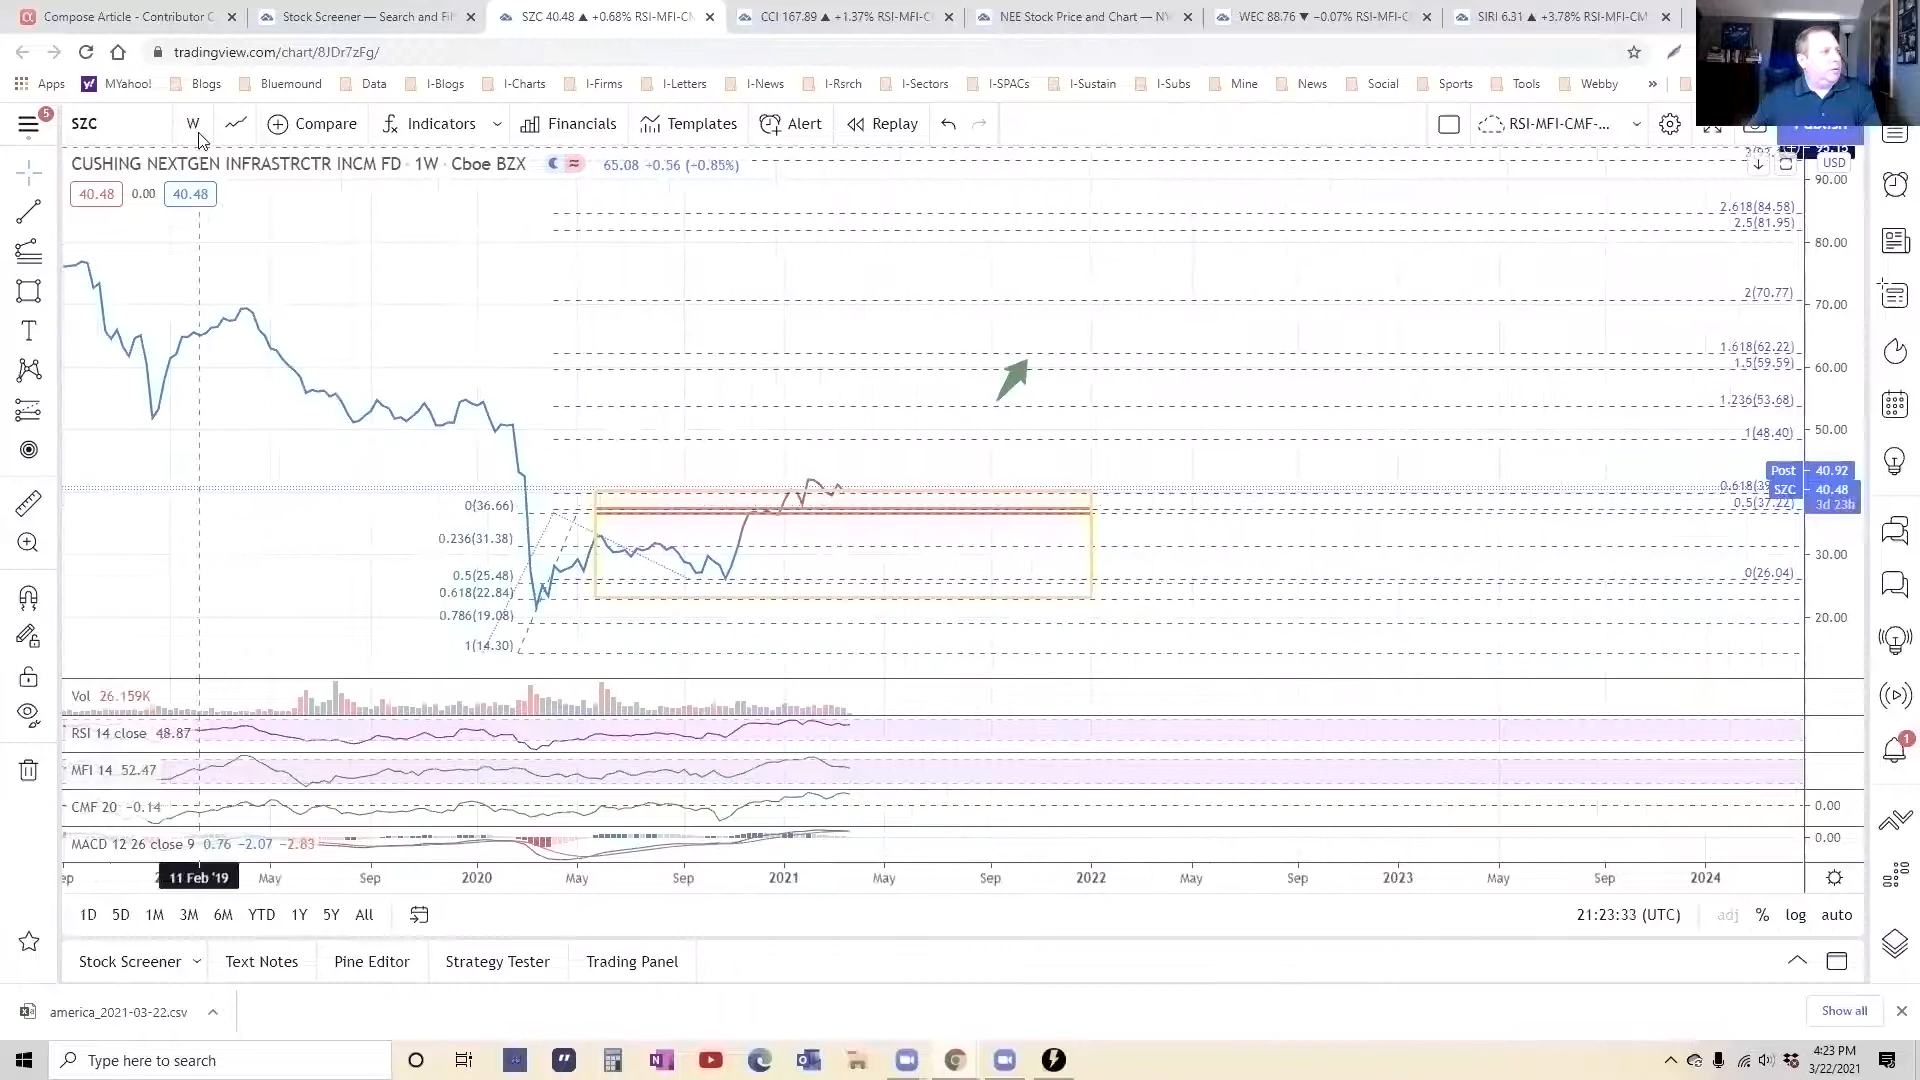 Compose Article - Contributor C
Stock Screener — Search and Fil
SZC 40.48 ▲ +0.68% RSI-MFI-CM
CCI 167.89 ▲ +1.37% RSI-MFI-C
NEE Stock Price and Chart — NY
WEC 88.76 ▼ −0.07% RSI-MFI-C
SIRI 6.31 ▲ +3.78% RSI-MFI-CM
tradingview.com/chart/8JDr7zFg/
Apps MYahoo! Blogs Bluemound Data I-Blogs I-Charts I-Firms I-Letters I-News I-Rsrch I-Sectors I-SPACs I-Sustain I-Subs Mine News Social Sports Tools Webby »
5
SZC W Compare Indicators Financials Templates Alert Replay RSI-MFI-CMF-... Publish
CUSHING NEXTGEN INFRASTRCTR INCM FD · 1W · Cboe BZX 65.08 +0.56 (+0.85%)
USD
40.48 0.00 40.48
90.00
2.618(84.58)
2.5(81.95)
80.00
2(70.77)
70.00
1.618(62.22)
1.5(59.59)
60.00
1.236(53.68)
1(48.40)
50.00
Post 40.92
SZC 40.48
3d 23h
0.5(37.22)
0(36.66)
0.236(31.38)
30.00
0.5(25.48)
0(26.04)
0.618(22.84)
0.786(19.08)
20.00
1(14.30)
Vol 26.159K
RSI 14 close 48.87
MFI 14 52.47
CMF 20 −0.14
0.00
MACD 12 26 close 9 0.76 −2.07 −2.83
0.00
1
ep 2 11 Feb '19 May Sep 2020 May Sep 2021 May Sep 2022 May Sep 2023 May Sep 2024
1D 5D 1M 3M 6M YTD 1Y 5Y All
21:23:33 (UTC) adj % log auto
Stock Screener Text Notes Pine Editor Strategy Tester Trading Panel
america_2021-03-22.csv
Show all
Type here to search
4:23 PM
3/22/2021